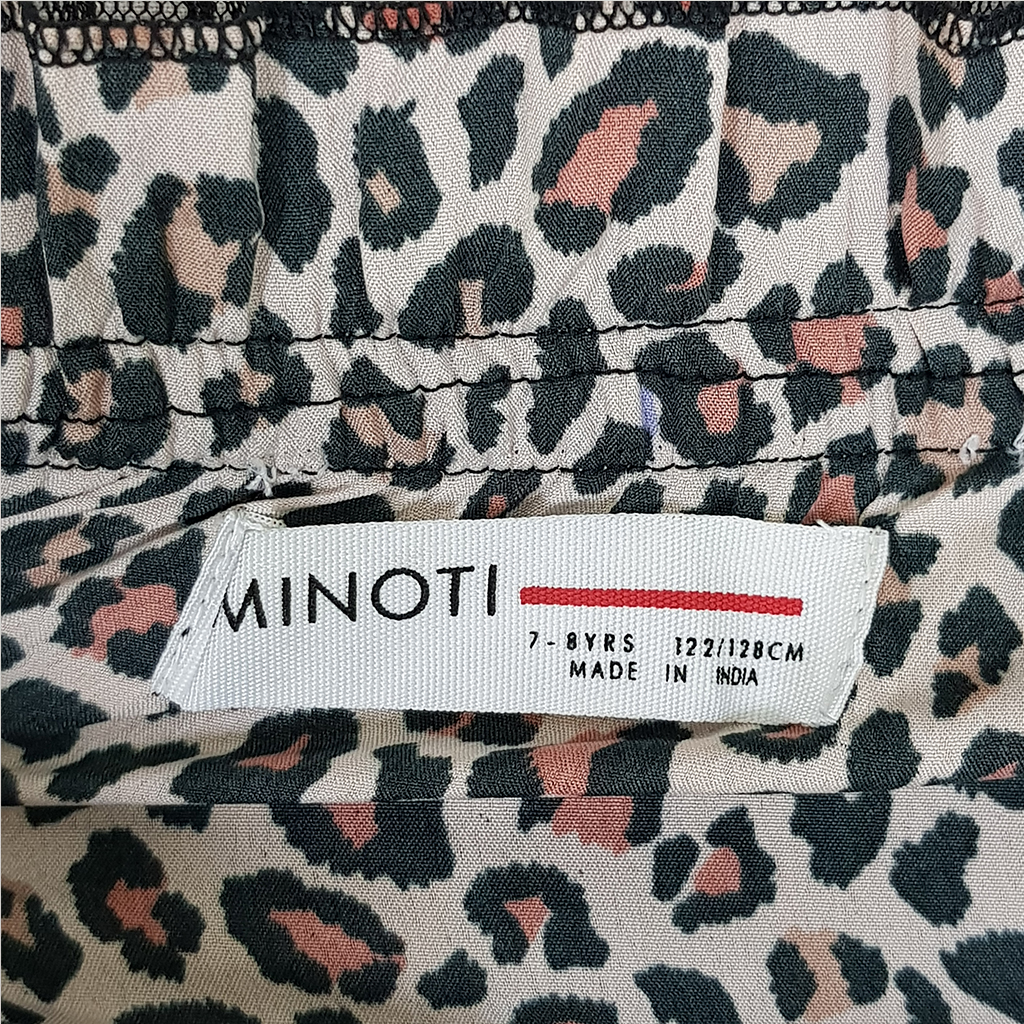 MINOTI
7-8YRS 122/128CM
MADE IN INDIA